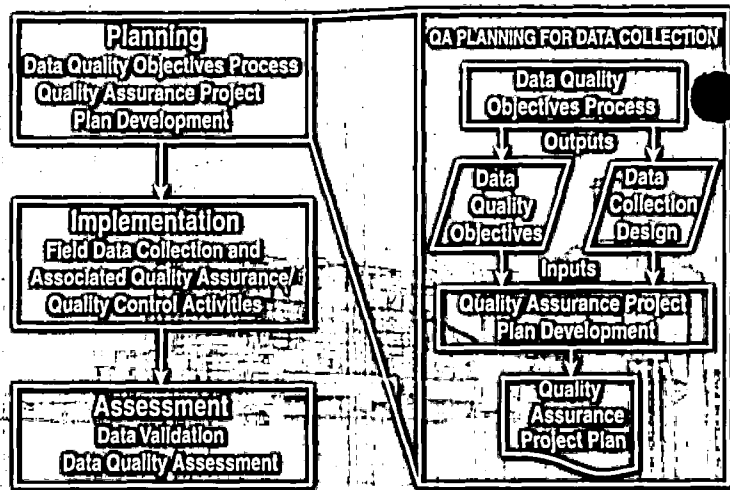 Planning
Data Quality Objectives Process
Quality Assurance Project
Plan Development
Implementation
Field Data Collection and
Associated Quality Assurance/
Quality Control Activities
Assessment
Data Validation
Data Quality Assessment
QA PLANNING FOR DATA COLLECTION
Data Quality
Objectives Process
Outputs
Data
Quality
Objectives
Data
Collection
Design
Inputs
Quality Assurance Project
Plan Development
Quality
Assurance
Project Plan